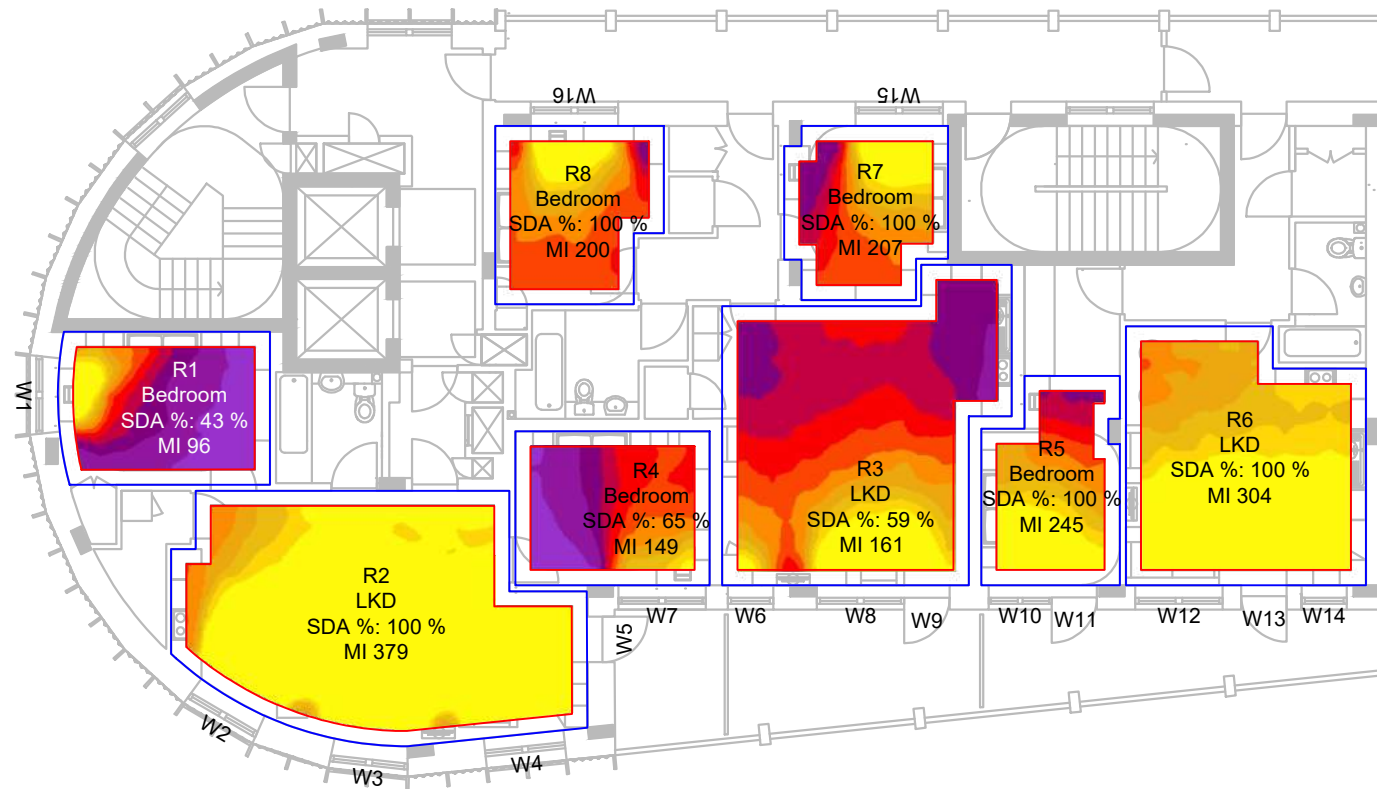 W16
W15
R8
Bedroom
SDA %: 100 %
MI 200
R7
Bedroom
SDA %: 100 %
MI 207
W1
R1
Bedroom
SDA %: 43 %
MI 96
R4
Bedroom
SDA %: 65 %
MI 149
R3
LKD
SDA %: 59 %
MI 161
R5
Bedroom
SDA %: 100 %
MI 245
R6
LKD
SDA %: 100 %
MI 304
R2
LKD
SDA %: 100 %
MI 379
W5
W7
W6
W8
W9
W10
W11
W12
W13
W14
W2
W3
W4